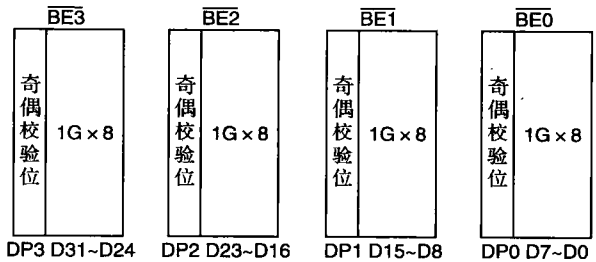 BE3 BE2 BE1 BE0
奇偶校验位 1G×8 奇偶校验位 1G×8 奇偶校验位 1G×8 奇偶校验位 1G×8
DP3 D31~D24 DP2 D23~D16 DP1 D15~D8 DP0 D7~D0